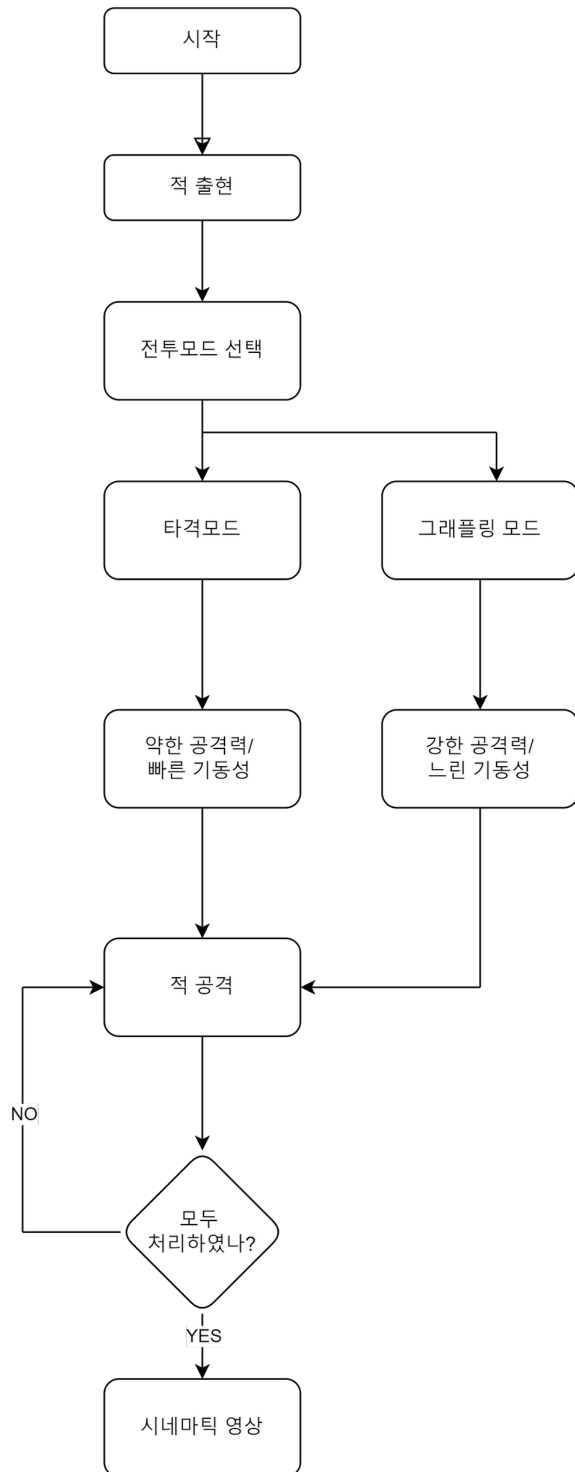 시작
적 출현
전투모드 선택
타격모드
그래플링 모드
약한 공격력/
빠른 기동성
강한 공격력/
느린 기동성
적 공격
NO
모두
처리하였나?
YES
시네마틱 영상